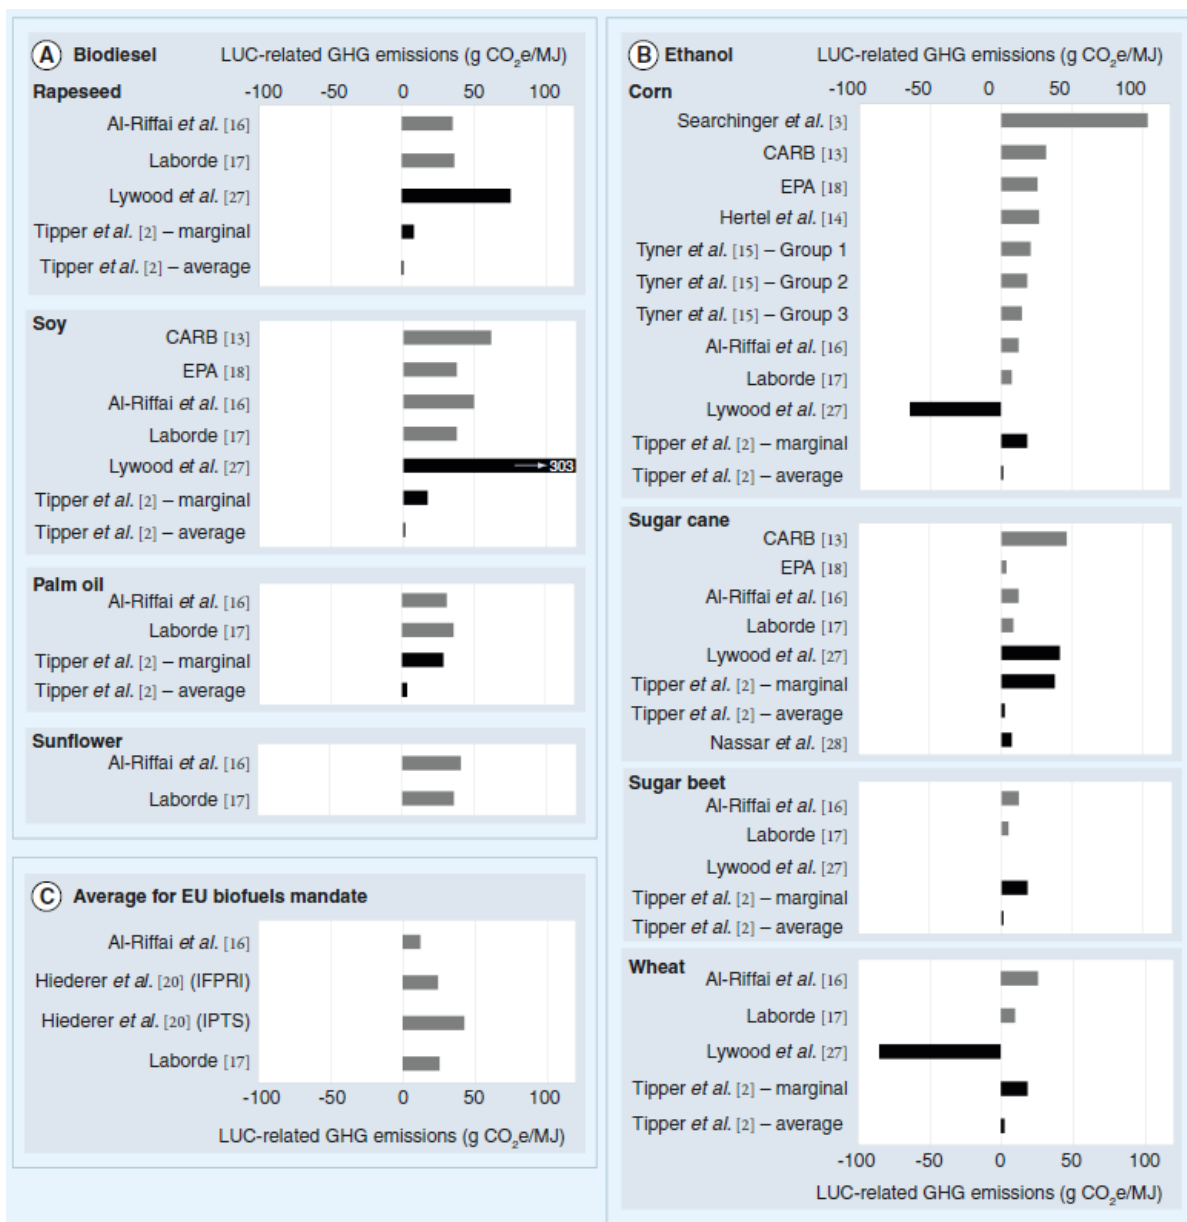 A Biodiesel LUC-related GHG emissions (g CO₂e/MJ)
Rapeseed -100 -50 0 50 100
Al-Riffai et al. [16]
Laborde [17]
Lywood et al. [27]
Tipper et al. [2] – marginal
Tipper et al. [2] – average
Soy
CARB [13]
EPA [18]
Al-Riffai et al. [16]
Laborde [17]
Lywood et al. [27] 303
Tipper et al. [2] – marginal
Tipper et al. [2] – average
Palm oil
Al-Riffai et al. [16]
Laborde [17]
Tipper et al. [2] – marginal
Tipper et al. [2] – average
Sunflower
Al-Riffai et al. [16]
Laborde [17]
C Average for EU biofuels mandate
Al-Riffai et al. [16]
Hiederer et al. [20] (IFPRI)
Hiederer et al. [20] (IPTS)
Laborde [17]
-100 -50 0 50 100
LUC-related GHG emissions (g CO₂e/MJ)
B Ethanol LUC-related GHG emissions (g CO₂e/MJ)
Corn -100 -50 0 50 100
Searchinger et al. [3]
CARB [13]
EPA [18]
Hertel et al. [14]
Tyner et al. [15] – Group 1
Tyner et al. [15] – Group 2
Tyner et al. [15] – Group 3
Al-Riffai et al. [16]
Laborde [17]
Lywood et al. [27]
Tipper et al. [2] – marginal
Tipper et al. [2] – average
Sugar cane
CARB [13]
EPA [18]
Al-Riffai et al. [16]
Laborde [17]
Lywood et al. [27]
Tipper et al. [2] – marginal
Tipper et al. [2] – average
Nassar et al. [28]
Sugar beet
Al-Riffai et al. [16]
Laborde [17]
Lywood et al. [27]
Tipper et al. [2] – marginal
Tipper et al. [2] – average
Wheat
Al-Riffai et al. [16]
Laborde [17]
Lywood et al. [27]
Tipper et al. [2] – marginal
Tipper et al. [2] – average
-100 -50 0 50 100
LUC-related GHG emissions (g CO₂e/MJ)